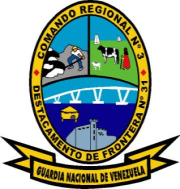 COMANDO REGIONAL Nº 3
DESTACAMENTO DE FRONTERA Nº 31
GUARDIA NACIONAL DE VENEZUELA